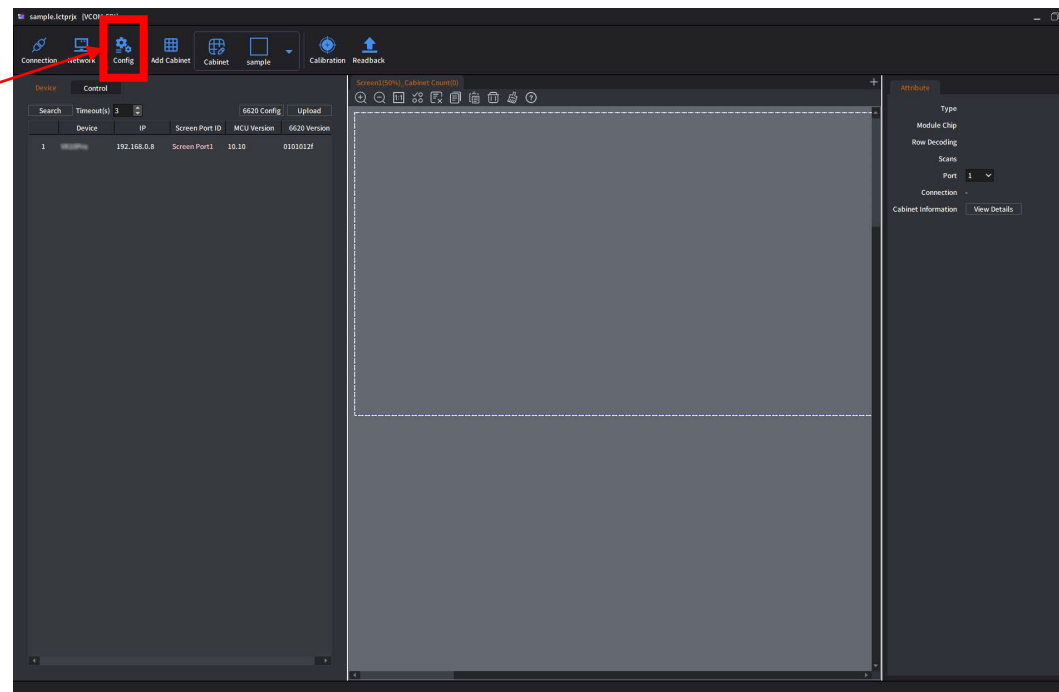 sample.lctprjx [VCOM
Connection Network Config Add Cabinet Cabinet sample Calibration Readback
Device Control
Search Timeout(s) 3 6620 Config Upload
Device IP Screen Port ID MCU Version 6620 Version
1 192.168.0.8 Screen Port1 10.10 0101012f
Screen1(50%)_Cabinet Count(0)
1:1
Attribute
Type
Module Chip
Row Decoding
Scans
Port 1
Connection -
Cabinet Information View Details